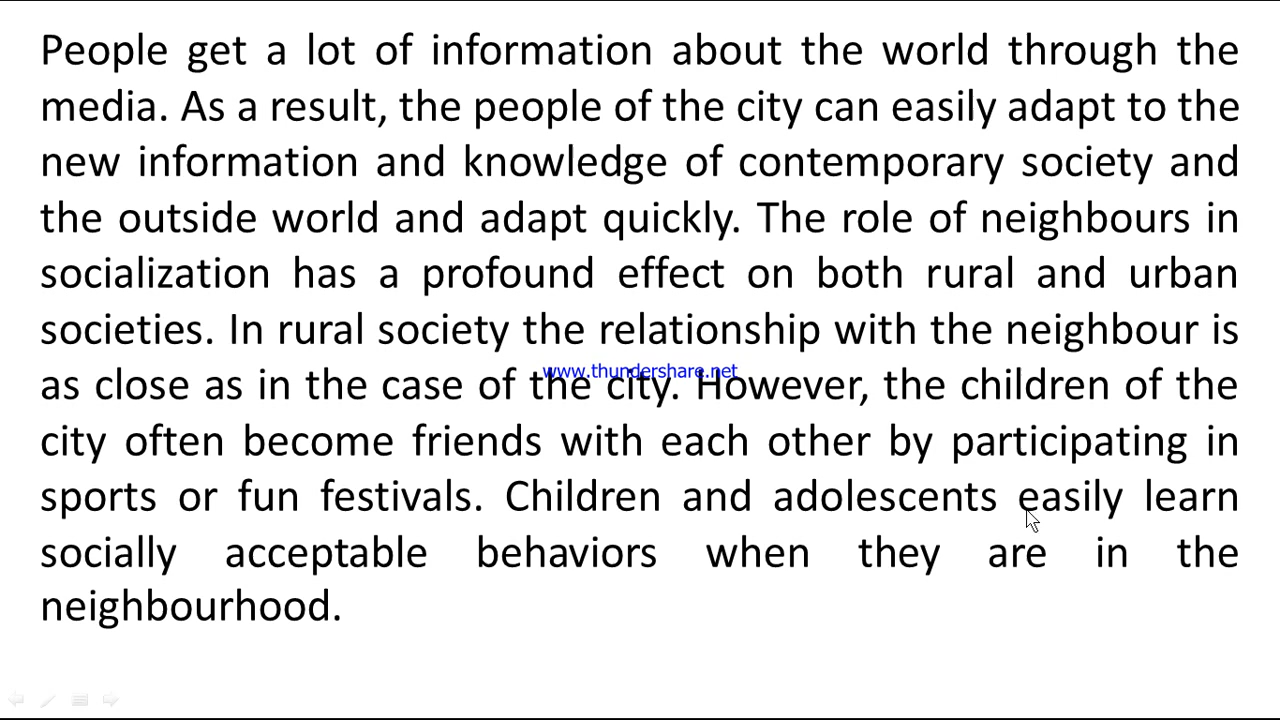 People get a lot of information about the world through the
media. As a result, the people of the city can easily adapt to the
new information and knowledge of contemporary society and
the outside world and adapt quickly. The role of neighbours in
socialization has a profound effect on both rural and urban
societies. In rural society the relationship with the neighbour is
as close as in the case of the city. However, the children of the
www.thundershare.net
city often become friends with each other by participating in
sports or fun festivals. Children and adolescents easily learn
socially acceptable behaviors when they are in the
neighbourhood.